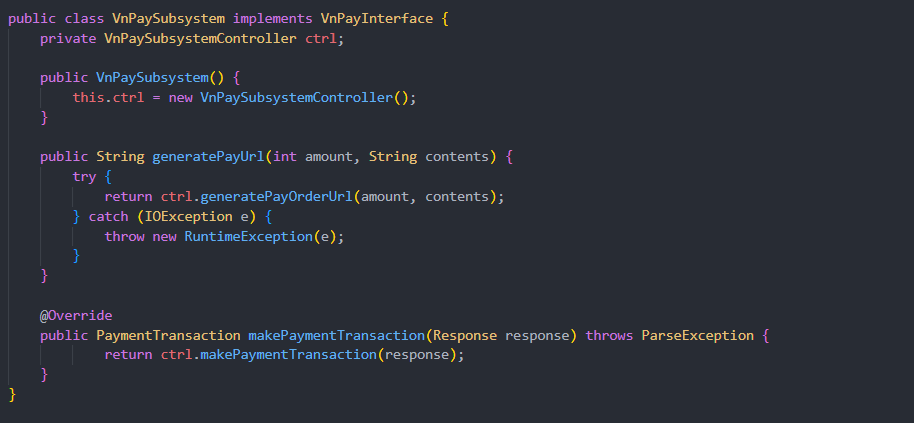 public class VnPaySubsystem implements VnPayInterface {
    private VnPaySubsystemController ctrl;

    public VnPaySubsystem() {
        this.ctrl = new VnPaySubsystemController();
    }

    public String generatePayUrl(int amount, String contents) {
        try {
            return ctrl.generatePayOrderUrl(amount, contents);
        } catch (IOException e) {
            throw new RuntimeException(e);
        }
    }

    @Override
    public PaymentTransaction makePaymentTransaction(Response response) throws ParseException {
            return ctrl.makePaymentTransaction(response);
    }
}